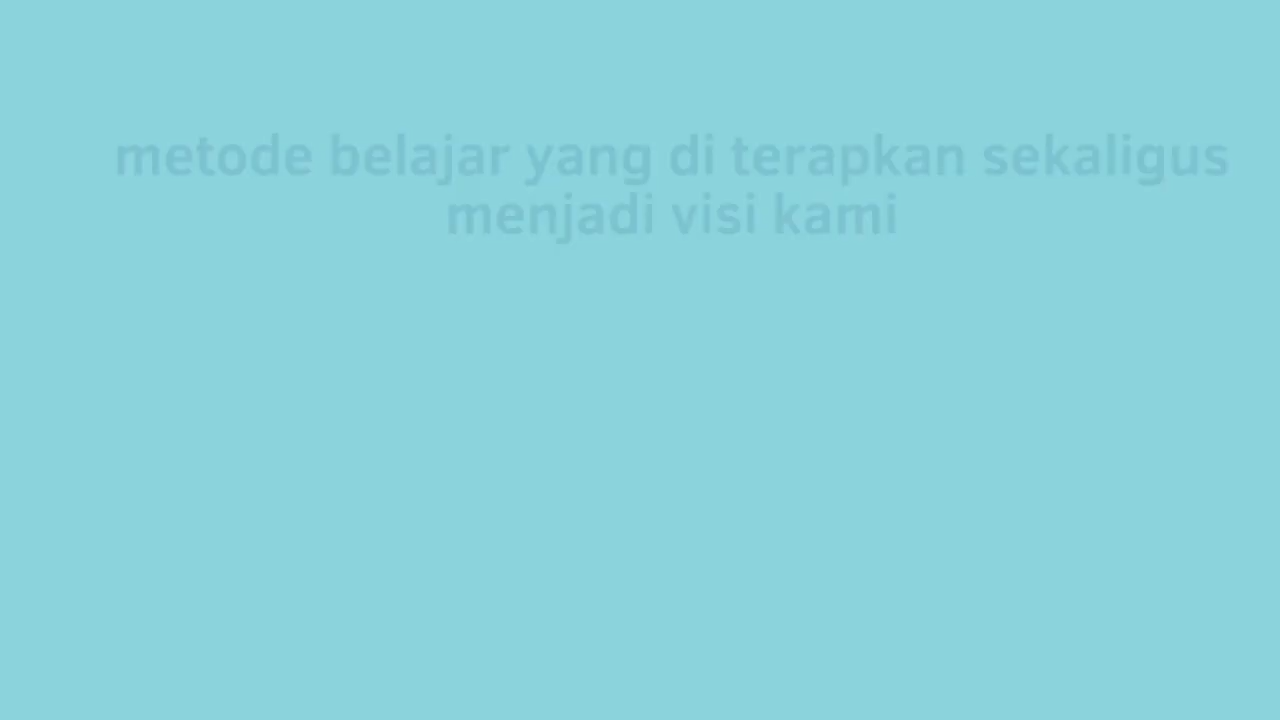 metode belajar yang di terapkan sekaligus
menjadi visi kami